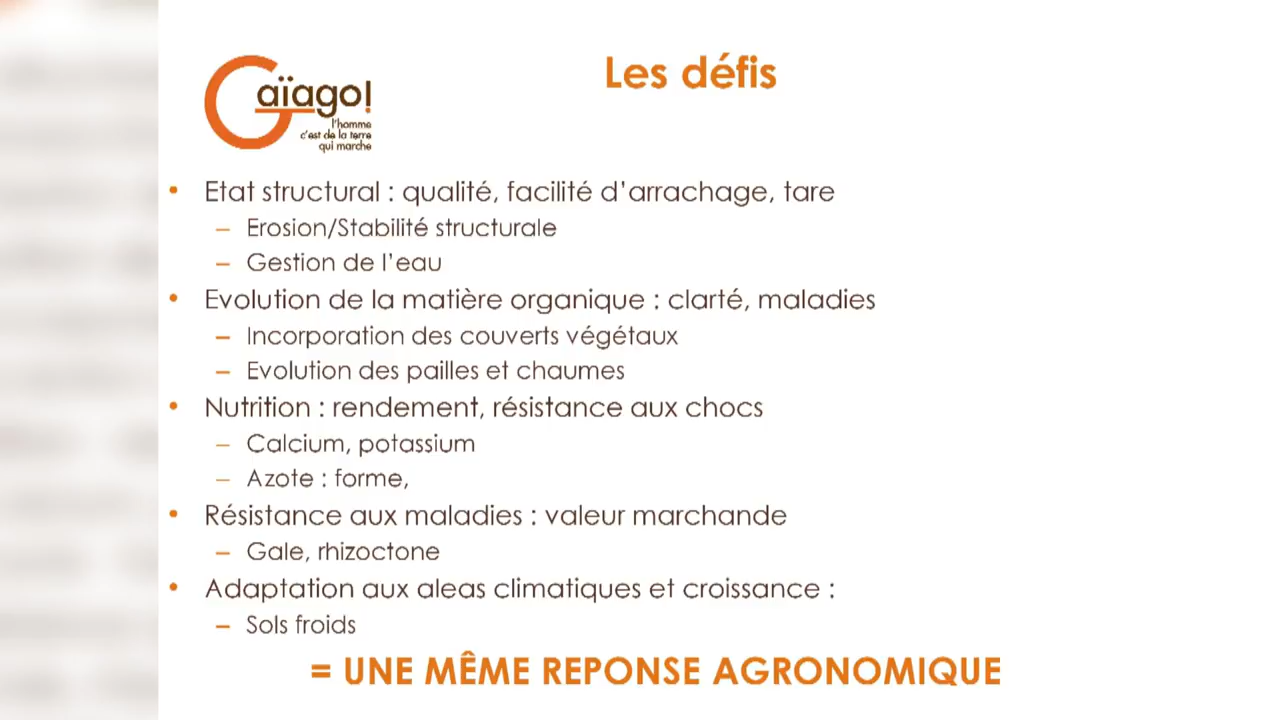 Gaïago!
l'homme
c'est de la terre
qui marche
Les défis
• Etat structural : qualité, facilité d'arrachage, tare
– Erosion/Stabilité structurale
– Gestion de l'eau
• Evolution de la matière organique : clarté, maladies
– Incorporation des couverts végétaux
– Evolution des pailles et chaumes
• Nutrition : rendement, résistance aux chocs
– Calcium, potassium
– Azote : forme,
• Résistance aux maladies : valeur marchande
– Gale, rhizoctone
• Adaptation aux aleas climatiques et croissance :
– Sols froids
= UNE MÊME REPONSE AGRONOMIQUE